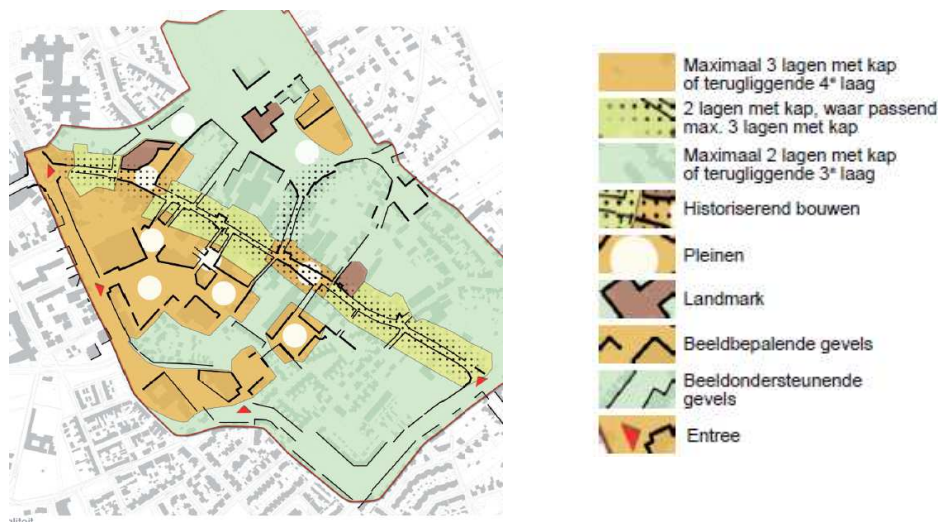 Maximaal 3 lagen met kap
of terugliggende 4e laag
2 lagen met kap, waar passend
max. 3 lagen met kap
Maximaal 2 lagen met kap
of terugliggende 3e laag
Historiserend bouwen
Pleinen
Landmark
Beeldbepalende gevels
Beeldondersteunende
gevels
Entree